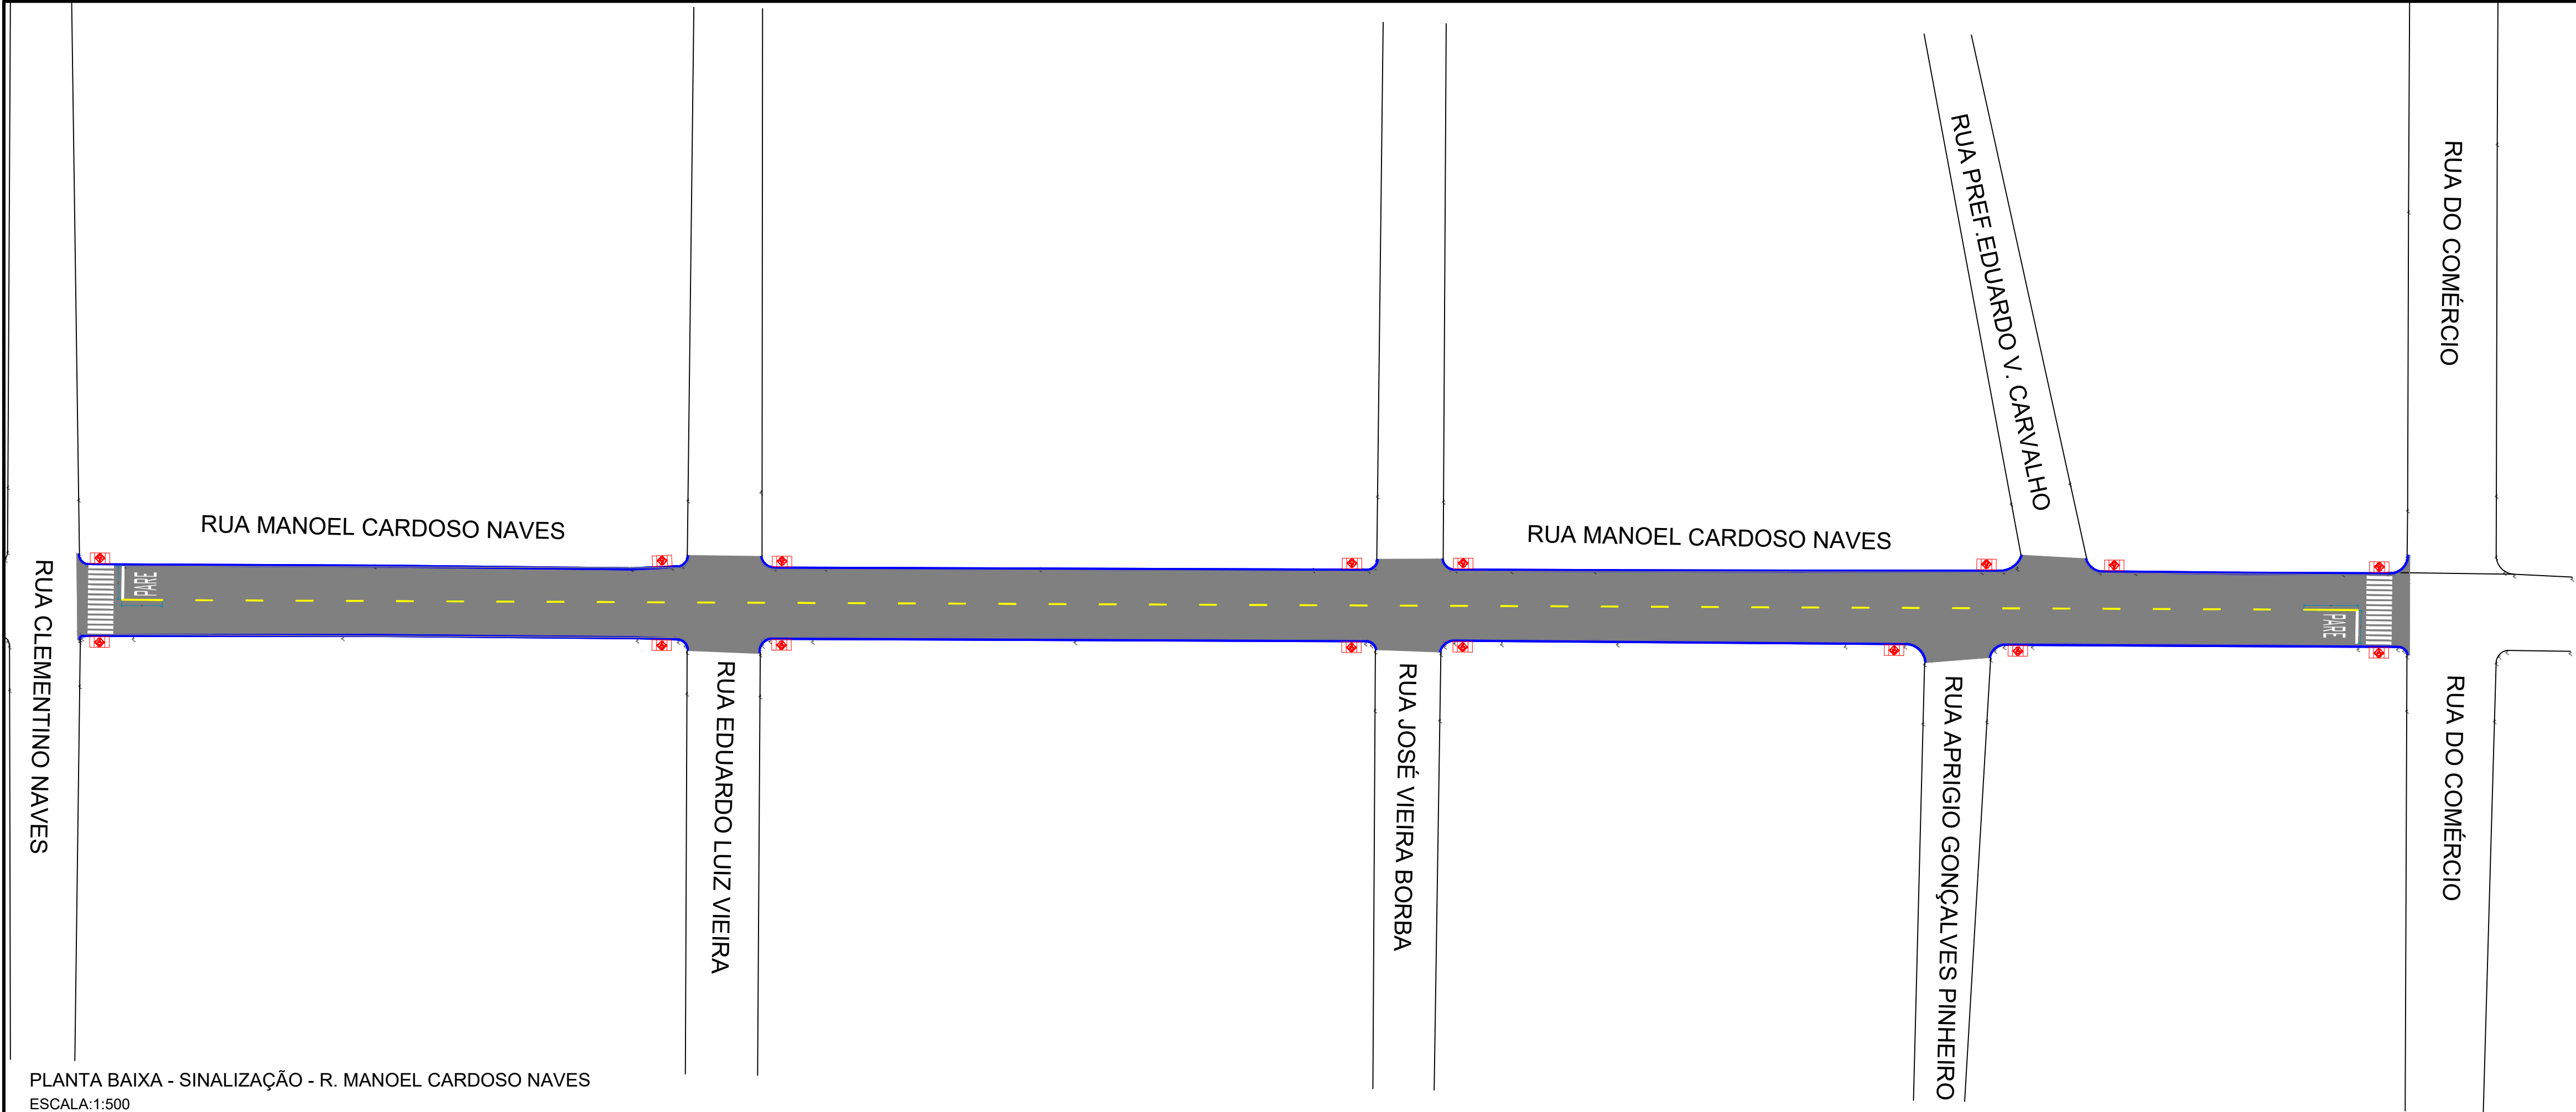 RUA PREF.EDUARDO V. CARVALHO
RUA DO COMÉRCIO
RUA MANOEL CARDOSO NAVES
RUA MANOEL CARDOSO NAVES
PARE
PARE
RUA CLEMENTINO NAVES
RUA EDUARDO LUIZ VIEIRA
RUA JOSÉ VIEIRA BORBA
RUA APRIGIO GONÇALVES PINHEIRO
RUA DO COMÉRCIO
PLANTA BAIXA - SINALIZAÇÃO - R. MANOEL CARDOSO NAVES
ESCALA:1:500